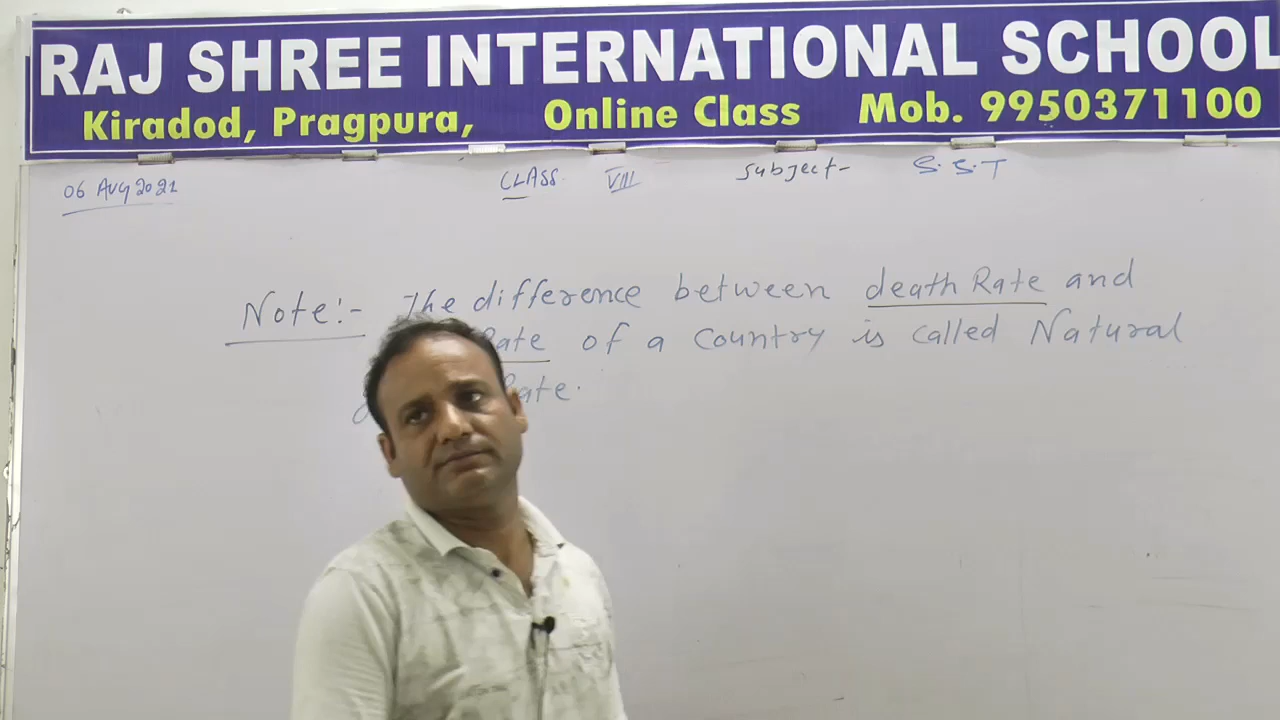 RAJ SHREE INTERNATIONAL SCHOOL
Kiradod, Pragpura, Online Class Mob. 9950371100
06 Aug 2021 CLASS VIII Subject- S.S.T
Note:- The difference between death Rate and
Rate of a Country is called Natural
Rate.